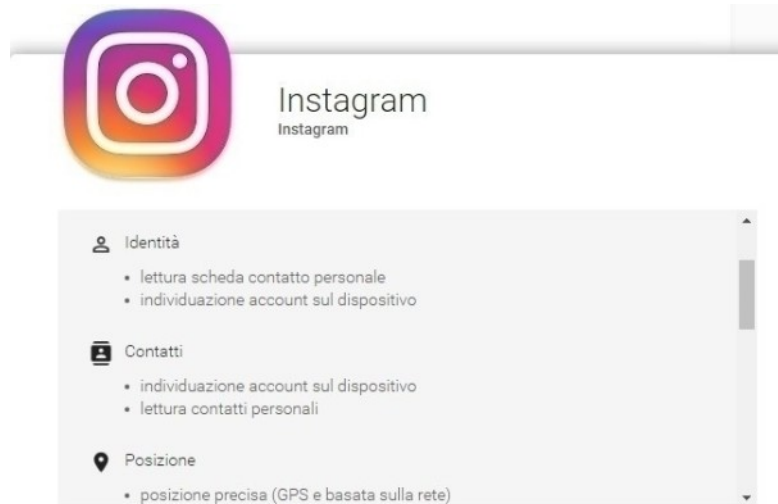 Instagram
Instagram
Identità
• lettura scheda contatto personale
• individuazione account sul dispositivo
Contatti
• individuazione account sul dispositivo
• lettura contatti personali
Posizione
• posizione precisa (GPS e basata sulla rete)